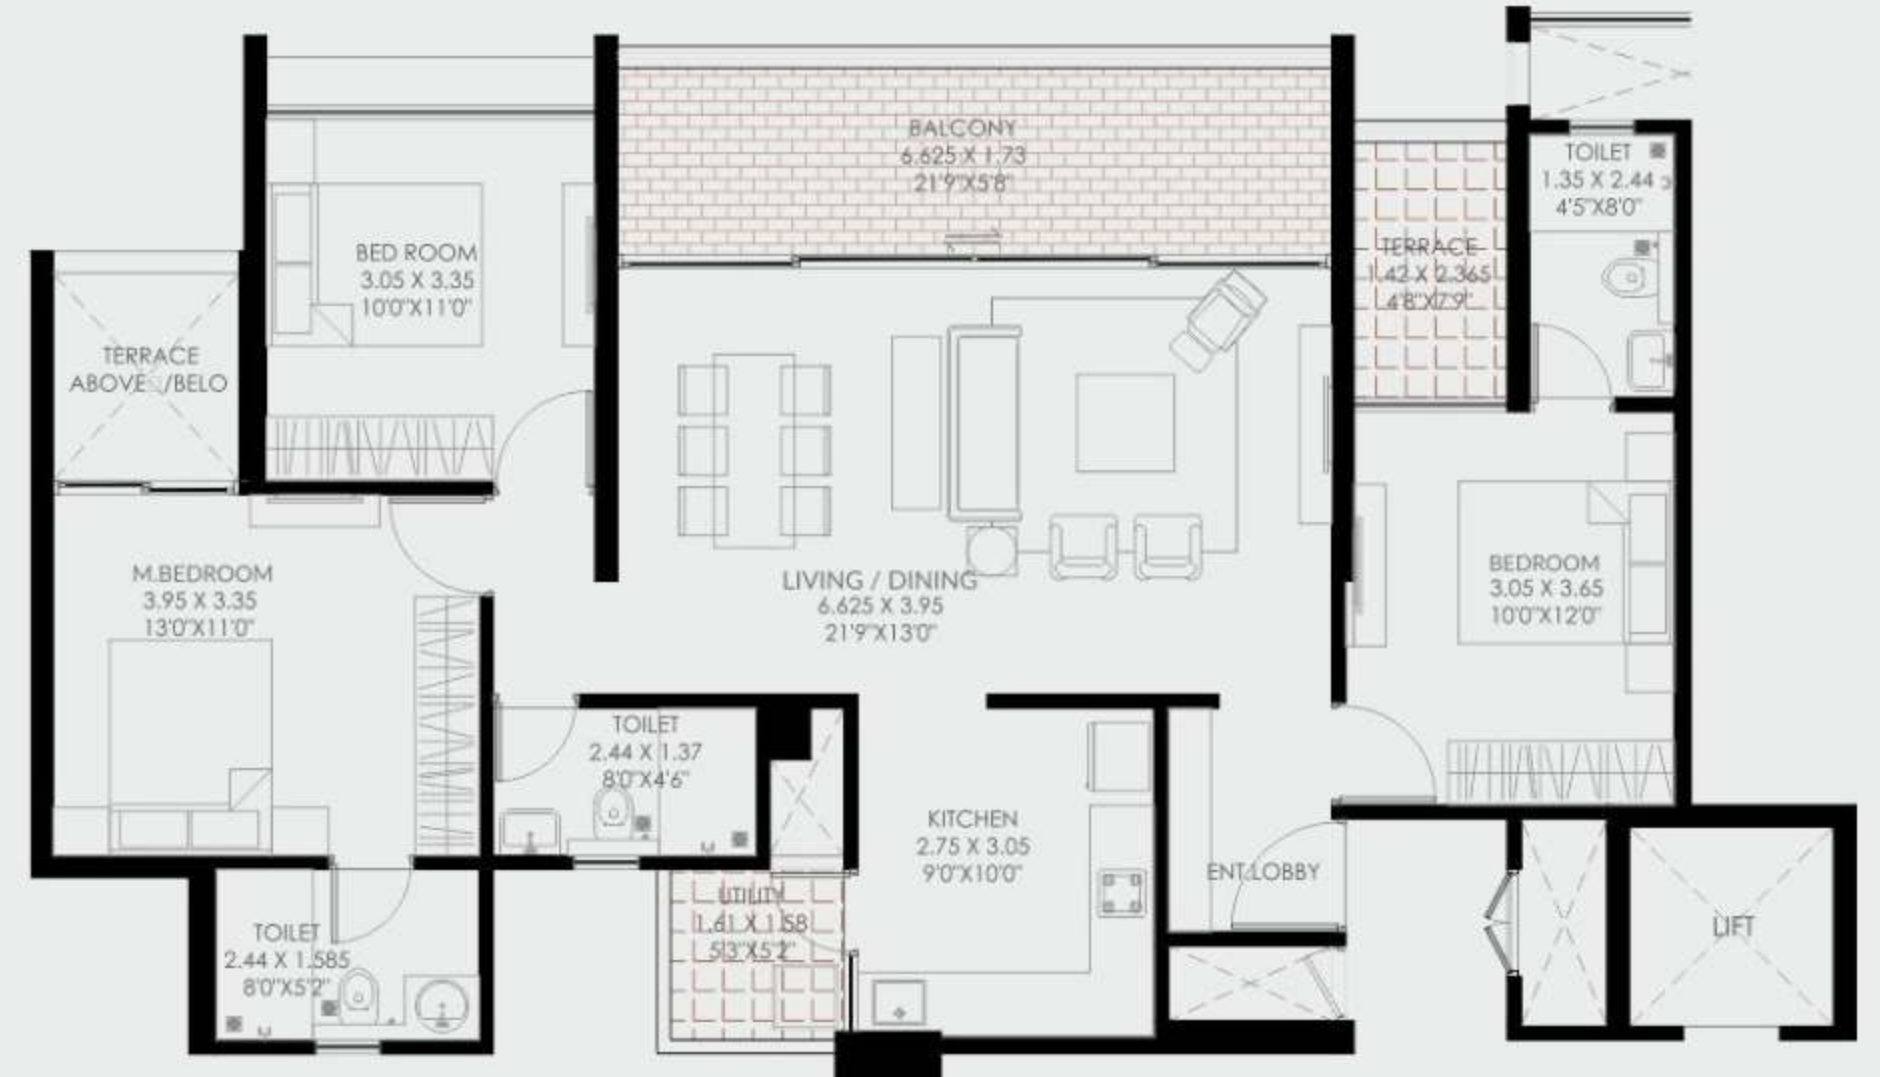 BALCONY
6.625 X 1.73
21'9"X5'8"
TOILET
1.35 X 2.44
4'5"X8'0"
BED ROOM
3.05 X 3.35
10'0"X11'0"
TERRACE
1.42 X 2.365
4'8"X7'9"
TERRACE
ABOVE /BELO
M.BEDROOM
3.95 X 3.35
13'0"X11'0"
LIVING / DINING
6.625 X 3.95
21'9"X13'0"
BEDROOM
3.05 X 3.65
10'0"X12'0"
TOILET
2.44 X 1.37
8'0"X4'6"
KITCHEN
2.75 X 3.05
9'0"X10'0"
ENT.LOBBY
UTILITY
1.61 X 1.58
5'3"X5'2"
TOILET
2.44 X 1.585
8'0"X5'2"
LIFT